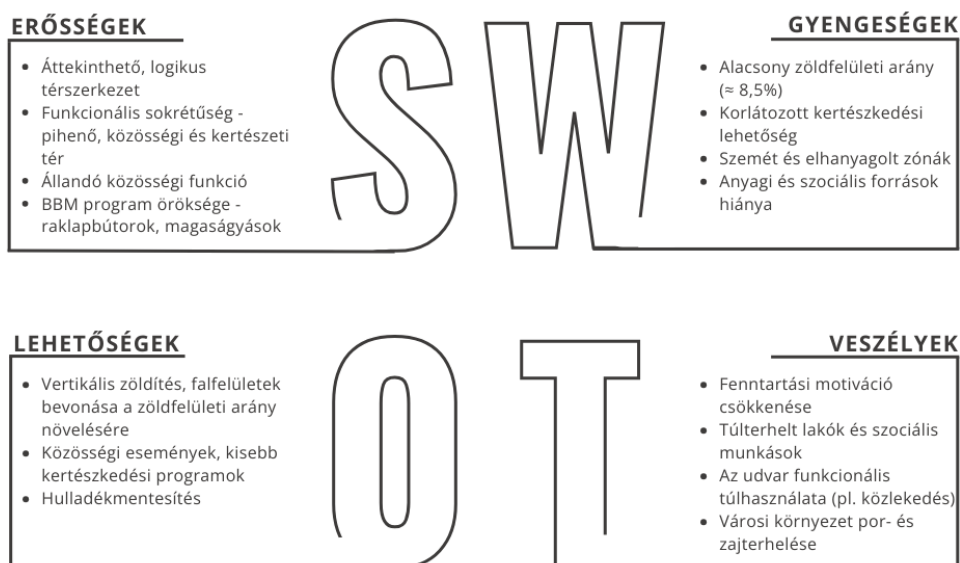 ERŐSSÉGEK
Áttekinthető, logikus
térszerkezet
Funkcionális sokrétűség -
pihenő, közösségi és kertészeti
tér
Állandó közösségi funkció
BBM program öröksége -
raklapbútorok, magaságyások
S W
GYENGESÉGEK
Alacsony zöldfelületi arány
(≈ 8,5%)
Korlátozott kertészkedési
lehetőség
Szemét és elhanyagolt zónák
Anyagi és szociális források
hiánya
LEHETŐSÉGEK
Vertikális zöldítés, falfelületek
bevonása a zöldfelületi arány
növelésére
Közösségi események, kisebb
kertészkedési programok
Hulladékmentesítés
O T
VESZÉLYEK
Fenntartási motiváció
csökkenése
Túlterhelt lakók és szociális
munkások
Az udvar funkcionális
túlhasználata (pl. közlekedés)
Városi környezet por- és
zajterhelése